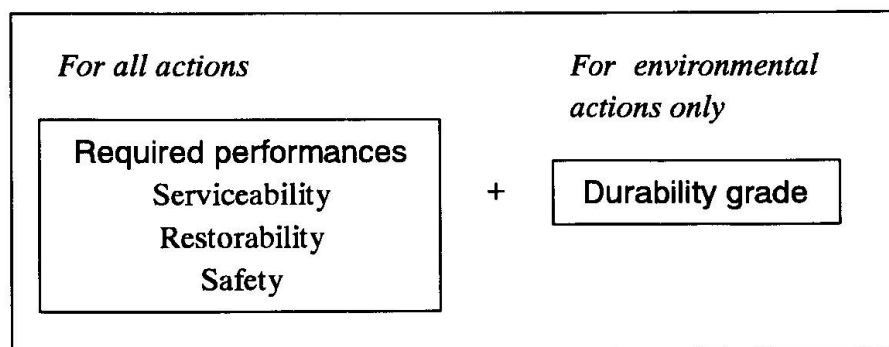 For all actions
Required performances
Serviceability
Restorability
Safety
+
For environmental
actions only
Durability grade